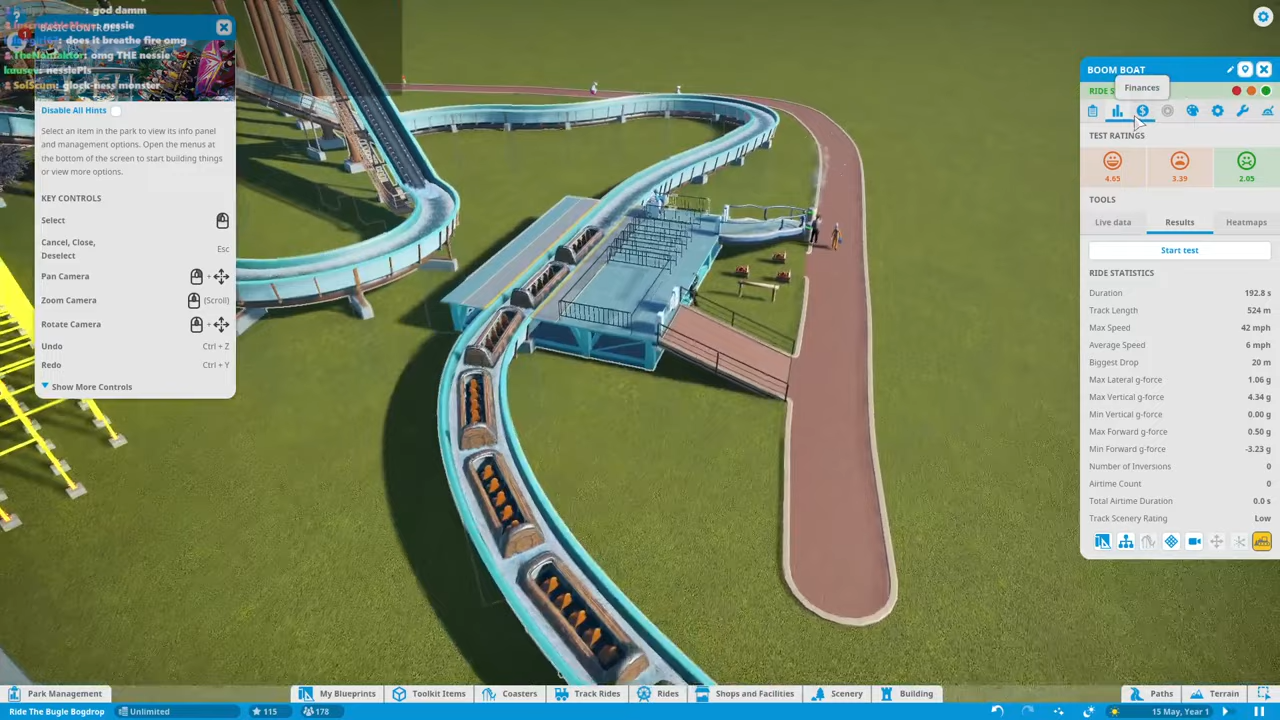 god damm
BASIC CONTROLS
nessie
does it breathe fire omg
TheNomaktor: omg THE nessie
kausey: nessiePls
SolScum: glock-ness monster
1
Disable All Hints
Select an item in the park to view its info panel
and management options. Open the menus at
the bottom of the screen to start building things
or view more options.
KEY CONTROLS
Select
Cancel, Close, Esc
Deselect
Pan Camera +
Zoom Camera (Scroll)
Rotate Camera +
Undo Ctrl + Z
Redo Ctrl + Y
Show More Controls
BOOM BOAT
RIDE S
Finances
TEST RATINGS
4.65 3.39 2.05
TOOLS
Live data Results Heatmaps
Start test
RIDE STATISTICS
Duration 192.8 s
Track Length 524 m
Max Speed 42 mph
Average Speed 6 mph
Biggest Drop 20 m
Max Lateral g-force 1.06 g
Max Vertical g-force 4.34 g
Min Vertical g-force 0.00 g
Max Forward g-force 0.50 g
Min Forward g-force -3.23 g
Number of Inversions 0
Airtime Count 0
Total Airtime Duration 0.0 s
Track Scenery Rating Low
Park Management My Blueprints Toolkit Items Coasters Track Rides Rides Shops and Facilities Scenery Building Paths Terrain
Ride The Bugle Bogdrop Unlimited 115 178 15 May, Year 1